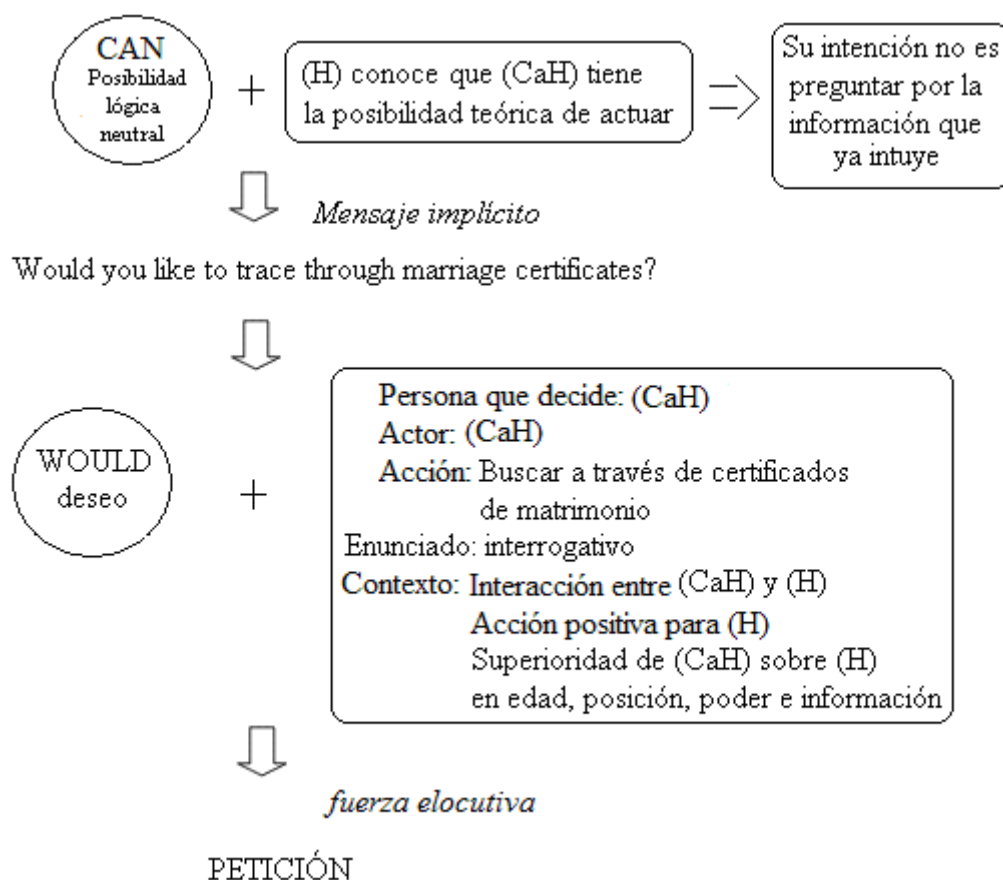 CAN
Posibilidad
lógica
neutral
+
(H) conoce que (CaH) tiene
la posibilidad teórica de actuar
Su intención no es
preguntar por la
información que
ya intuye
Mensaje implícito
Would you like to trace through marriage certificates?
WOULD
deseo
+
Persona que decide: (CaH)
Actor: (CaH)
Acción: Buscar a través de certificados
de matrimonio
Enunciado: interrogativo
Contexto: Interacción entre (CaH) y (H)
Acción positiva para (H)
Superioridad de (CaH) sobre (H)
en edad, posición, poder e información
fuerza elocutiva
PETICIÓN